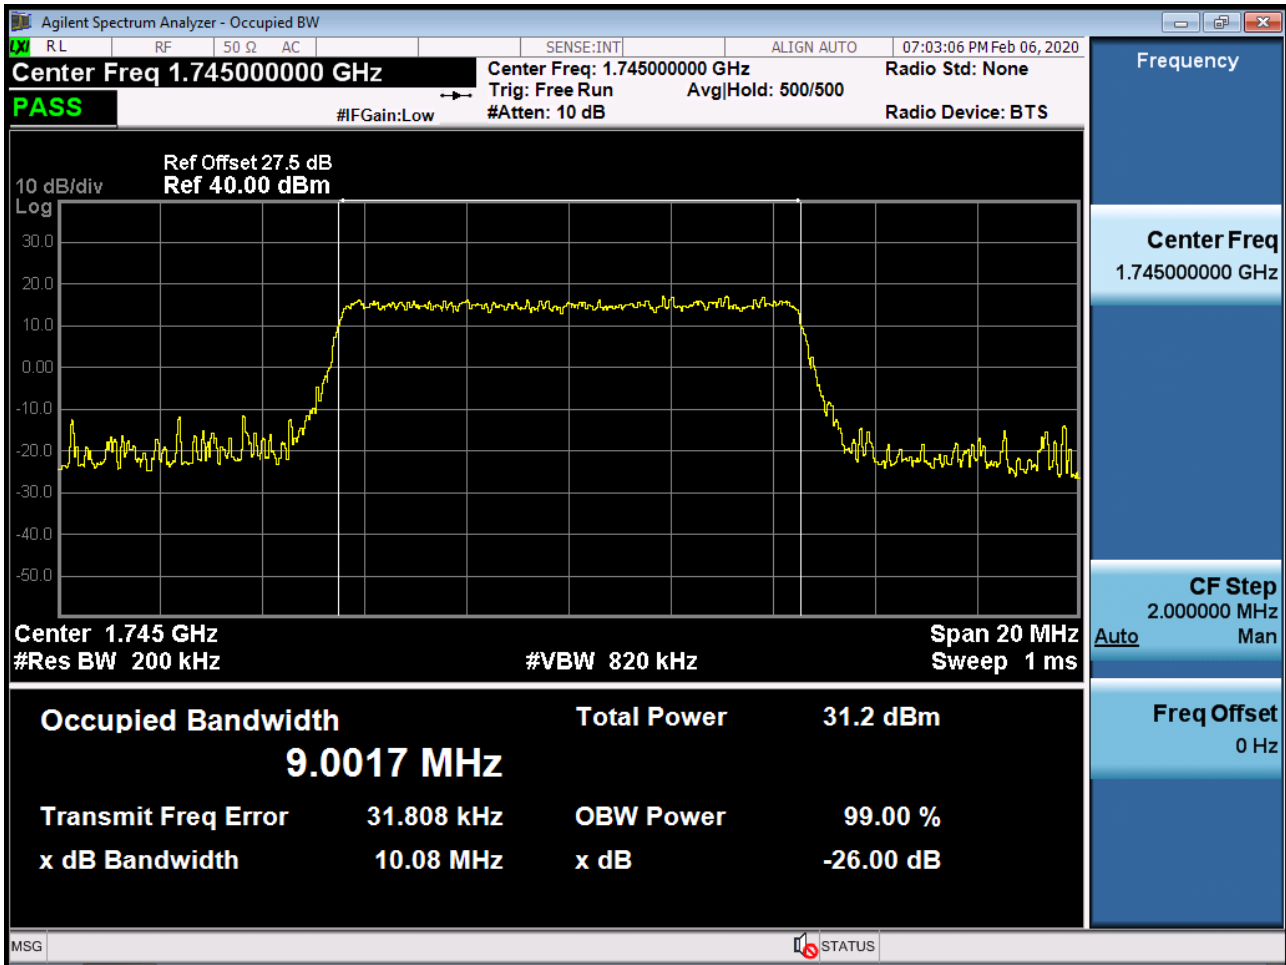 Agilent Spectrum Analyzer - Occupied BW
LXI RL RF 50 Ω AC SENSE:INT ALIGN AUTO 07:03:06 PM Feb 06, 2020
Center Freq 1.745000000 GHz
PASS
#IFGain:Low
Center Freq: 1.745000000 GHz
Trig: Free Run Avg|Hold: 500/500
#Atten: 10 dB
Radio Std: None
Radio Device: BTS
Ref Offset 27.5 dB
10 dB/div Ref 40.00 dBm
Log
30.0
20.0
10.0
0.00
-10.0
-20.0
-30.0
-40.0
-50.0
Center 1.745 GHz Span 20 MHz
#Res BW 200 kHz #VBW 820 kHz Sweep 1 ms
Occupied Bandwidth Total Power 31.2 dBm
9.0017 MHz
Transmit Freq Error 31.808 kHz OBW Power 99.00 %
x dB Bandwidth 10.08 MHz x dB -26.00 dB
Frequency
Center Freq
1.745000000 GHz
CF Step
2.000000 MHz
Auto Man
Freq Offset
0 Hz
MSG STATUS